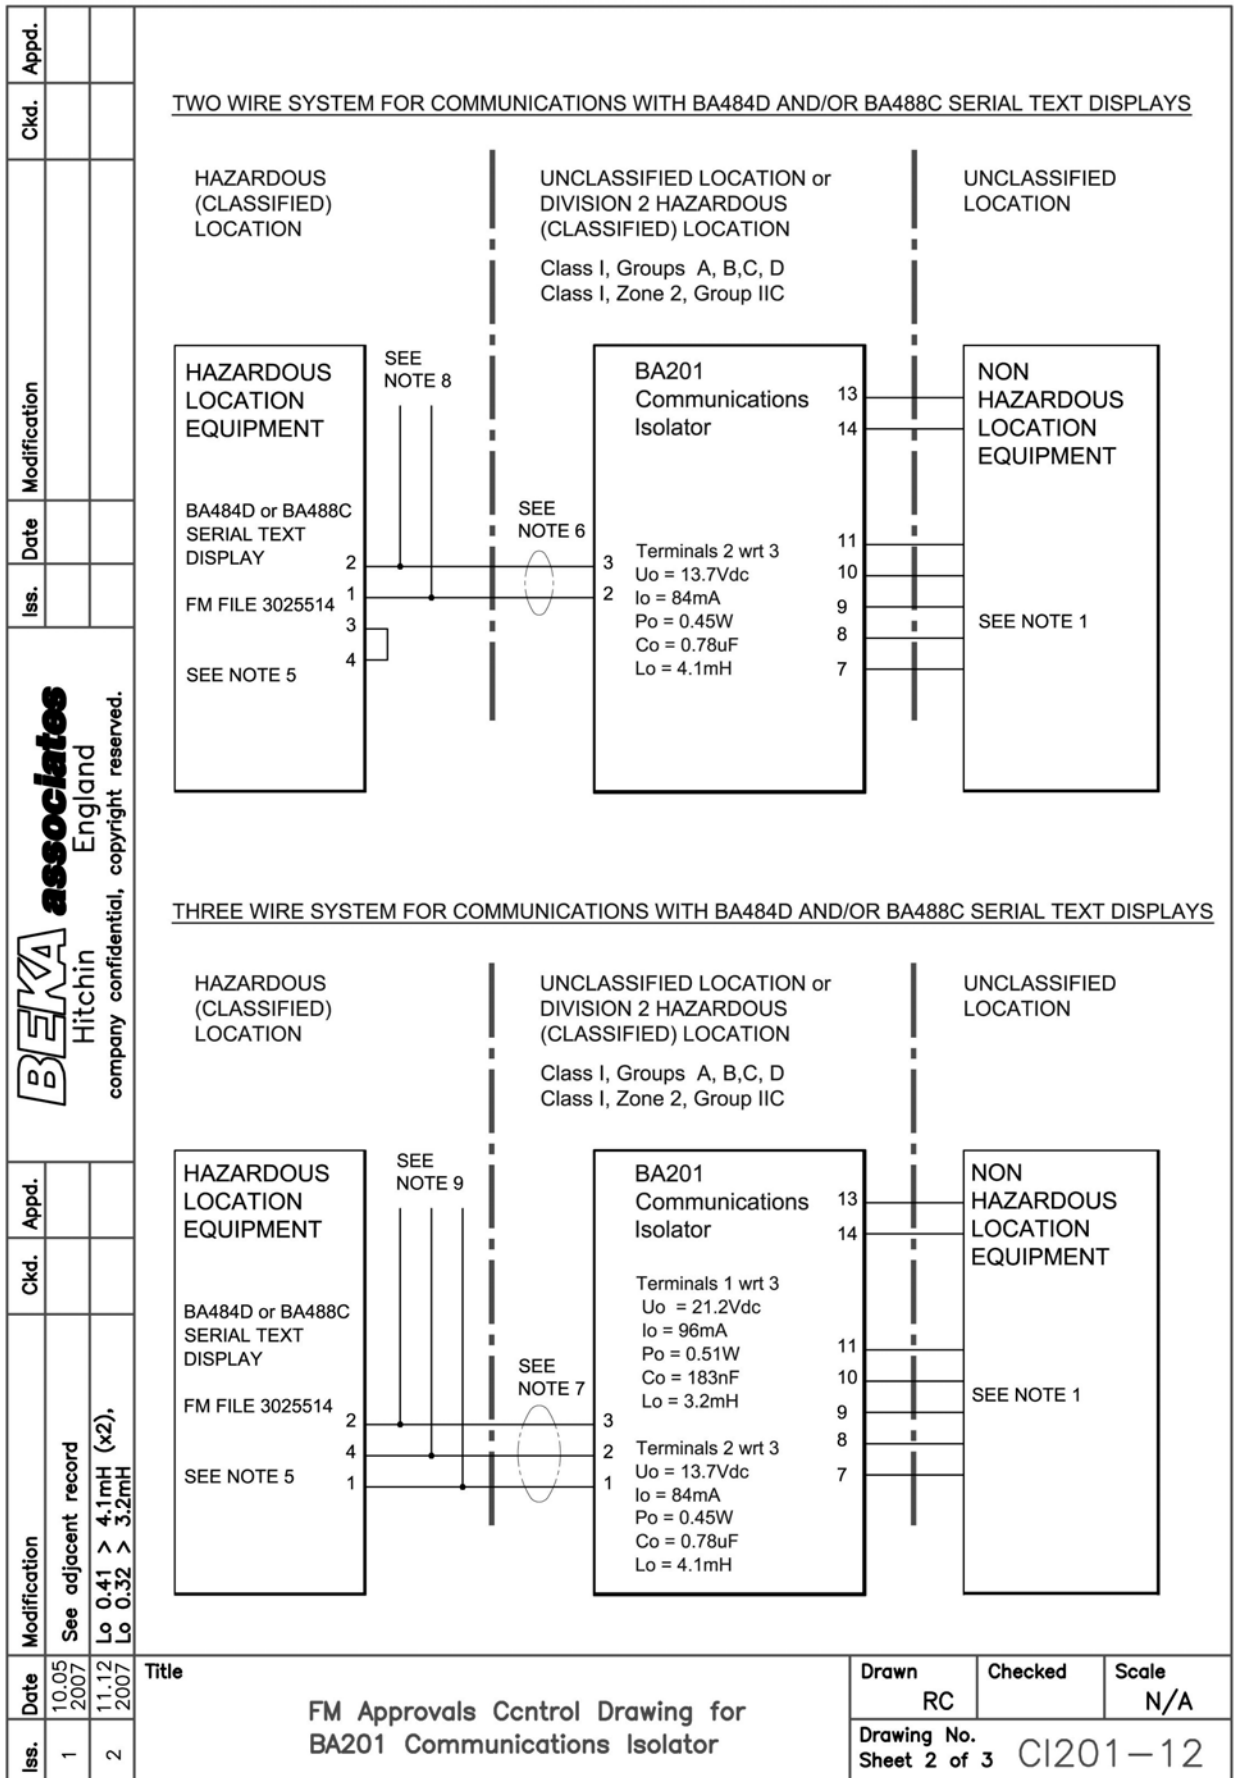 TWO WIRE SYSTEM FOR COMMUNICATIONS WITH BA484D AND/OR BA488C SERIAL TEXT DISPLAYS
HAZARDOUS
(CLASSIFIED)
LOCATION
UNCLASSIFIED LOCATION or
DIVISION 2 HAZARDOUS
(CLASSIFIED) LOCATION
Class I, Groups A, B,C, D
Class I, Zone 2, Group IIC
UNCLASSIFIED
LOCATION
HAZARDOUS
LOCATION
EQUIPMENT
BA484D or BA488C
SERIAL TEXT
DISPLAY
FM FILE 3025514
SEE NOTE 5
2
1
3
4
SEE
NOTE 8
SEE
NOTE 6
3
2
BA201
Communications
Isolator
Terminals 2 wrt 3
Uo = 13.7Vdc
Io = 84mA
Po = 0.45W
Co = 0.78uF
Lo = 4.1mH
13
14
11
10
9
8
7
NON
HAZARDOUS
LOCATION
EQUIPMENT
SEE NOTE 1
THREE WIRE SYSTEM FOR COMMUNICATIONS WITH BA484D AND/OR BA488C SERIAL TEXT DISPLAYS
HAZARDOUS
(CLASSIFIED)
LOCATION
UNCLASSIFIED LOCATION or
DIVISION 2 HAZARDOUS
(CLASSIFIED) LOCATION
Class I, Groups A, B,C, D
Class I, Zone 2, Group IIC
UNCLASSIFIED
LOCATION
HAZARDOUS
LOCATION
EQUIPMENT
BA484D or BA488C
SERIAL TEXT
DISPLAY
FM FILE 3025514
SEE NOTE 5
2
4
1
SEE
NOTE 9
SEE
NOTE 7
3
2
1
BA201
Communications
Isolator
Terminals 1 wrt 3
Uo = 21.2Vdc
Io = 96mA
Po = 0.51W
Co = 183nF
Lo = 3.2mH
Terminals 2 wrt 3
Uo = 13.7Vdc
Io = 84mA
Po = 0.45W
Co = 0.78uF
Lo = 4.1mH
13
14
11
10
9
8
7
NON
HAZARDOUS
LOCATION
EQUIPMENT
SEE NOTE 1
Iss. Date Modification Ckd. Appd.
BEKA associates
Hitchin England
company confidential, copyright reserved.
Iss. Date Modification Ckd. Appd.
1 10.05 2007 See adjacent record
2 11.12 2007 Lo 0.41 > 4.1mH (x2),
Lo 0.32 > 3.2mH
Title
FM Approvals Ccntrol Drawing for
BA201 Communications Isolator
Drawn
RC
Checked
Scale
N/A
Drawing No.
Sheet 2 of 3
CI201-12